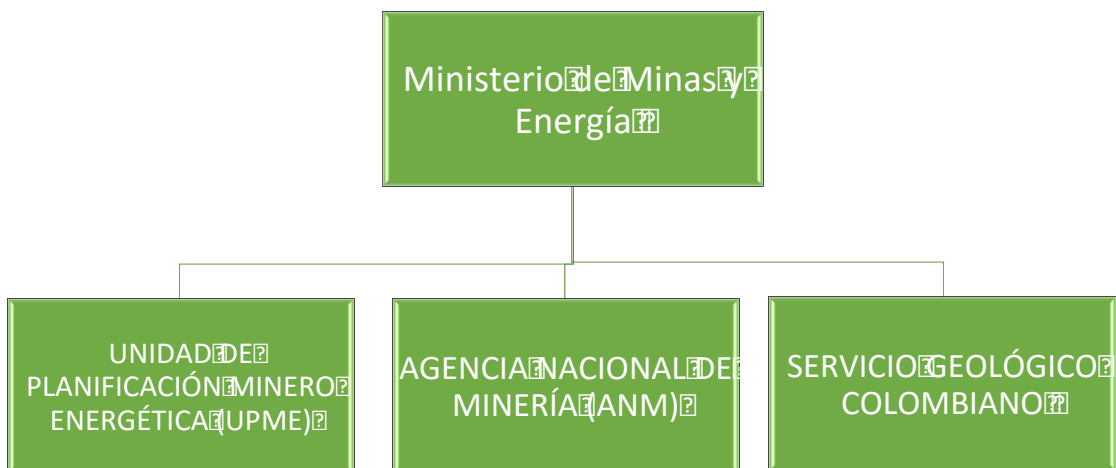 Ministerio de Minas y
Energía
UNIDAD DE
PLANIFICACIÓN MINERO
ENERGÉTICA (UPME)
AGENCIA NACIONAL DE
MINERÍA (ANM)
SERVICIO GEOLÓGICO
COLOMBIANO